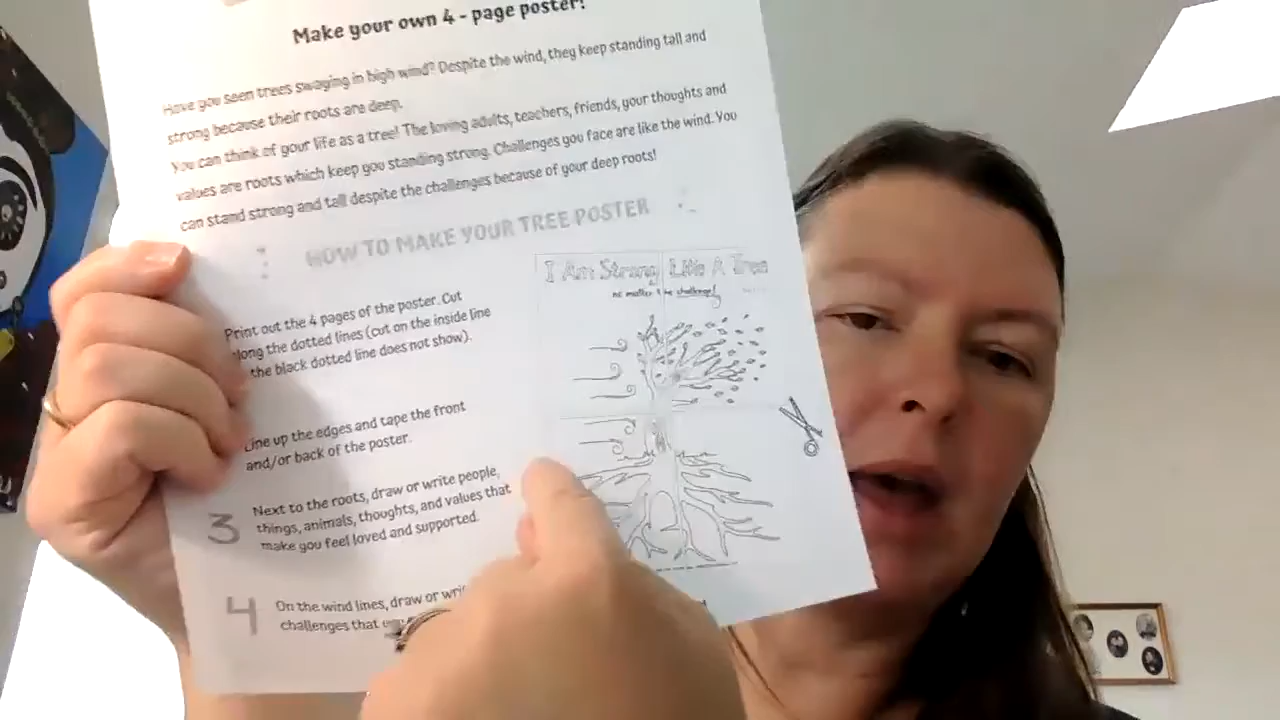 Make your own 4 - page poster!
Have you seen trees swaying in high wind? Despite the wind, they keep standing tall and
strong because their roots are deep.
You can think of your life as a tree! The loving adults, teachers, friends, your thoughts and
values are roots which keep you standing strong. Challenges you face are like the wind. You
can stand strong and tall despite the challenges because of your deep roots!
HOW TO MAKE YOUR TREE POSTER
I Am Strong Like A Tree
no matter the challenge!
Print out the 4 pages of the poster. Cut
along the dotted lines (cut on the inside line
the black dotted line does not show).
Line up the edges and tape the front
and/or back of the poster.
3 Next to the roots, draw or write people,
things, animals, thoughts, and values that
make you feel loved and supported.
4 On the wind lines, draw or
challenges that